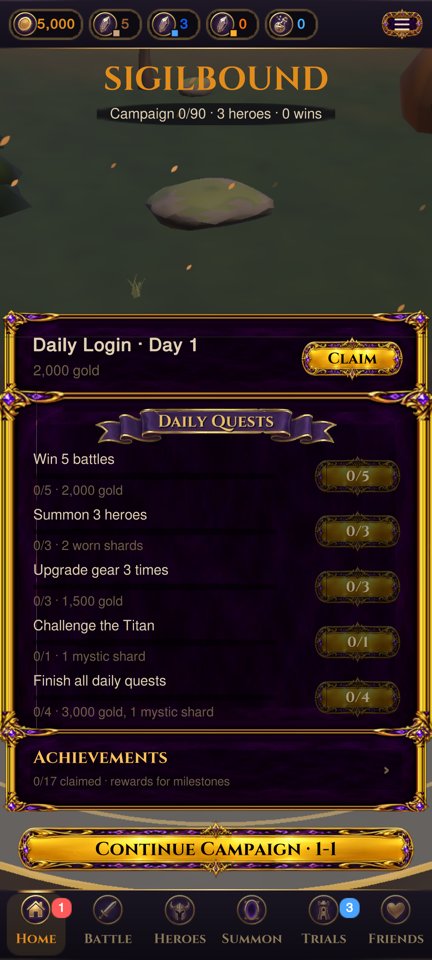 5,000 5 3 0 0
SIGILBOUND
Campaign 0/90 · 3 heroes · 0 wins
Daily Login · Day 1
2,000 gold
CLAIM
DAILY QUESTS
Win 5 battles
0/5 · 2,000 gold
0/5
Summon 3 heroes
0/3 · 2 worn shards
0/3
Upgrade gear 3 times
0/3 · 1,500 gold
0/3
Challenge the Titan
0/1 · 1 mystic shard
0/1
Finish all daily quests
0/4 · 3,000 gold, 1 mystic shard
0/4
ACHIEVEMENTS
0/17 claimed · rewards for milestones
CONTINUE CAMPAIGN · 1-1
1 3
HOME BATTLE HEROES SUMMON TRIALS FRIENDS